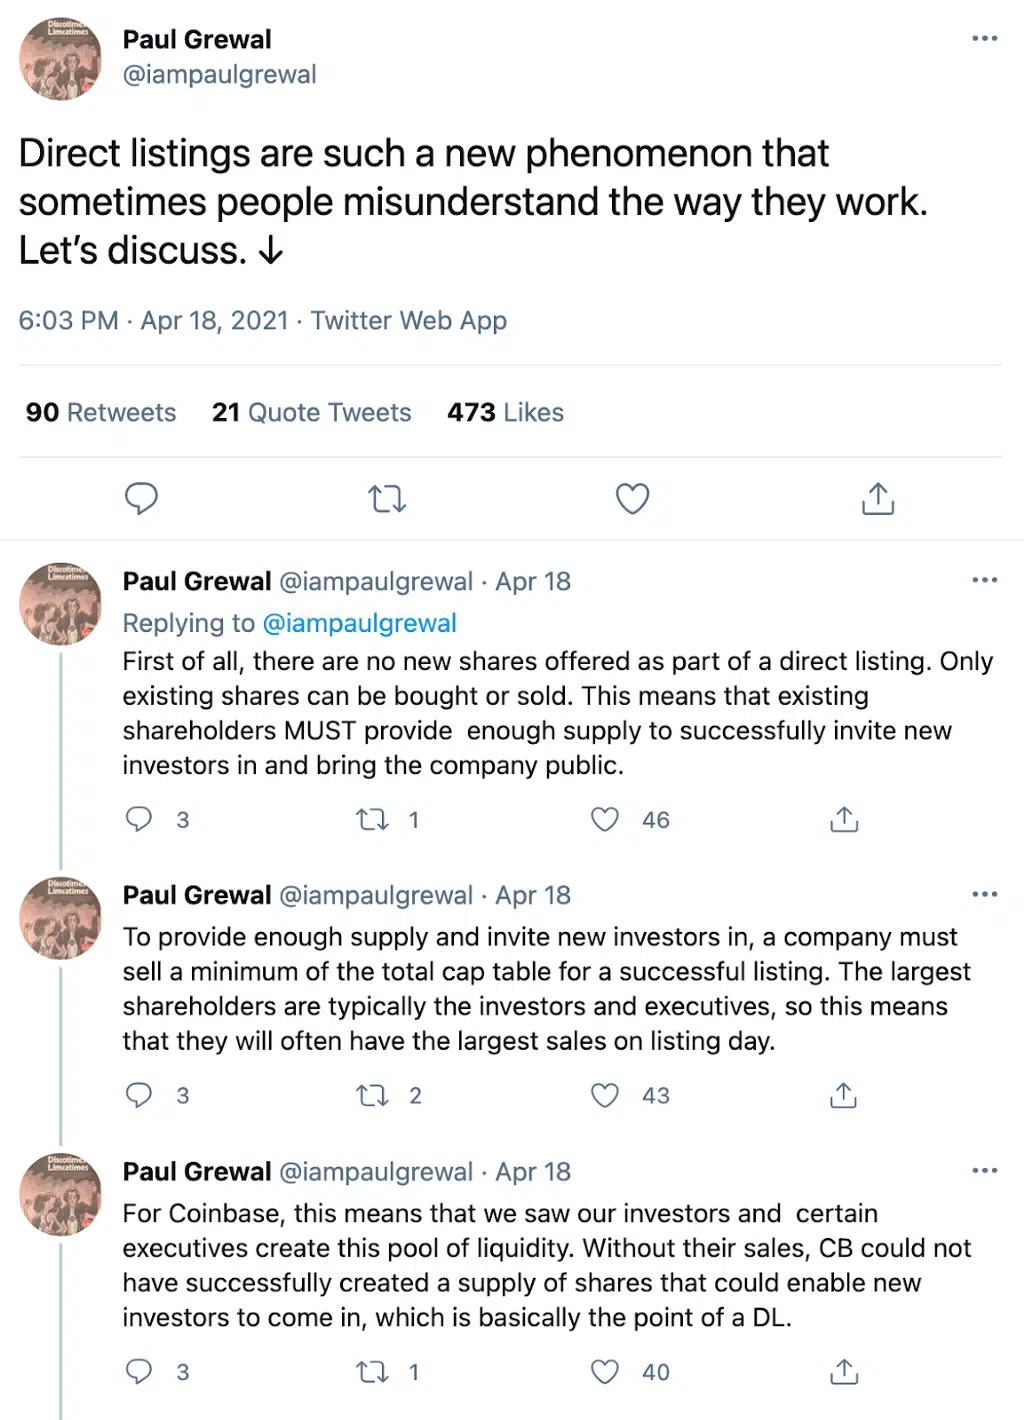 Discotimes
Limcatimes
Paul Grewal
@iampaulgrewal
Direct listings are such a new phenomenon that
sometimes people misunderstand the way they work.
Let’s discuss. ↓
6:03 PM · Apr 18, 2021 · Twitter Web App
90 Retweets 21 Quote Tweets 473 Likes
Discotimes
Limcatimes
Paul Grewal @iampaulgrewal · Apr 18
Replying to @iampaulgrewal
First of all, there are no new shares offered as part of a direct listing. Only
existing shares can be bought or sold. This means that existing
shareholders MUST provide  enough supply to successfully invite new
investors in and bring the company public.
3 1 46
Discotimes
Limcatimes
Paul Grewal @iampaulgrewal · Apr 18
To provide enough supply and invite new investors in, a company must
sell a minimum of the total cap table for a successful listing. The largest
shareholders are typically the investors and executives, so this means
that they will often have the largest sales on listing day.
3 2 43
Discotimes
Limcatimes
Paul Grewal @iampaulgrewal · Apr 18
For Coinbase, this means that we saw our investors and  certain
executives create this pool of liquidity. Without their sales, CB could not
have successfully created a supply of shares that could enable new
investors to come in, which is basically the point of a DL.
3 1 40